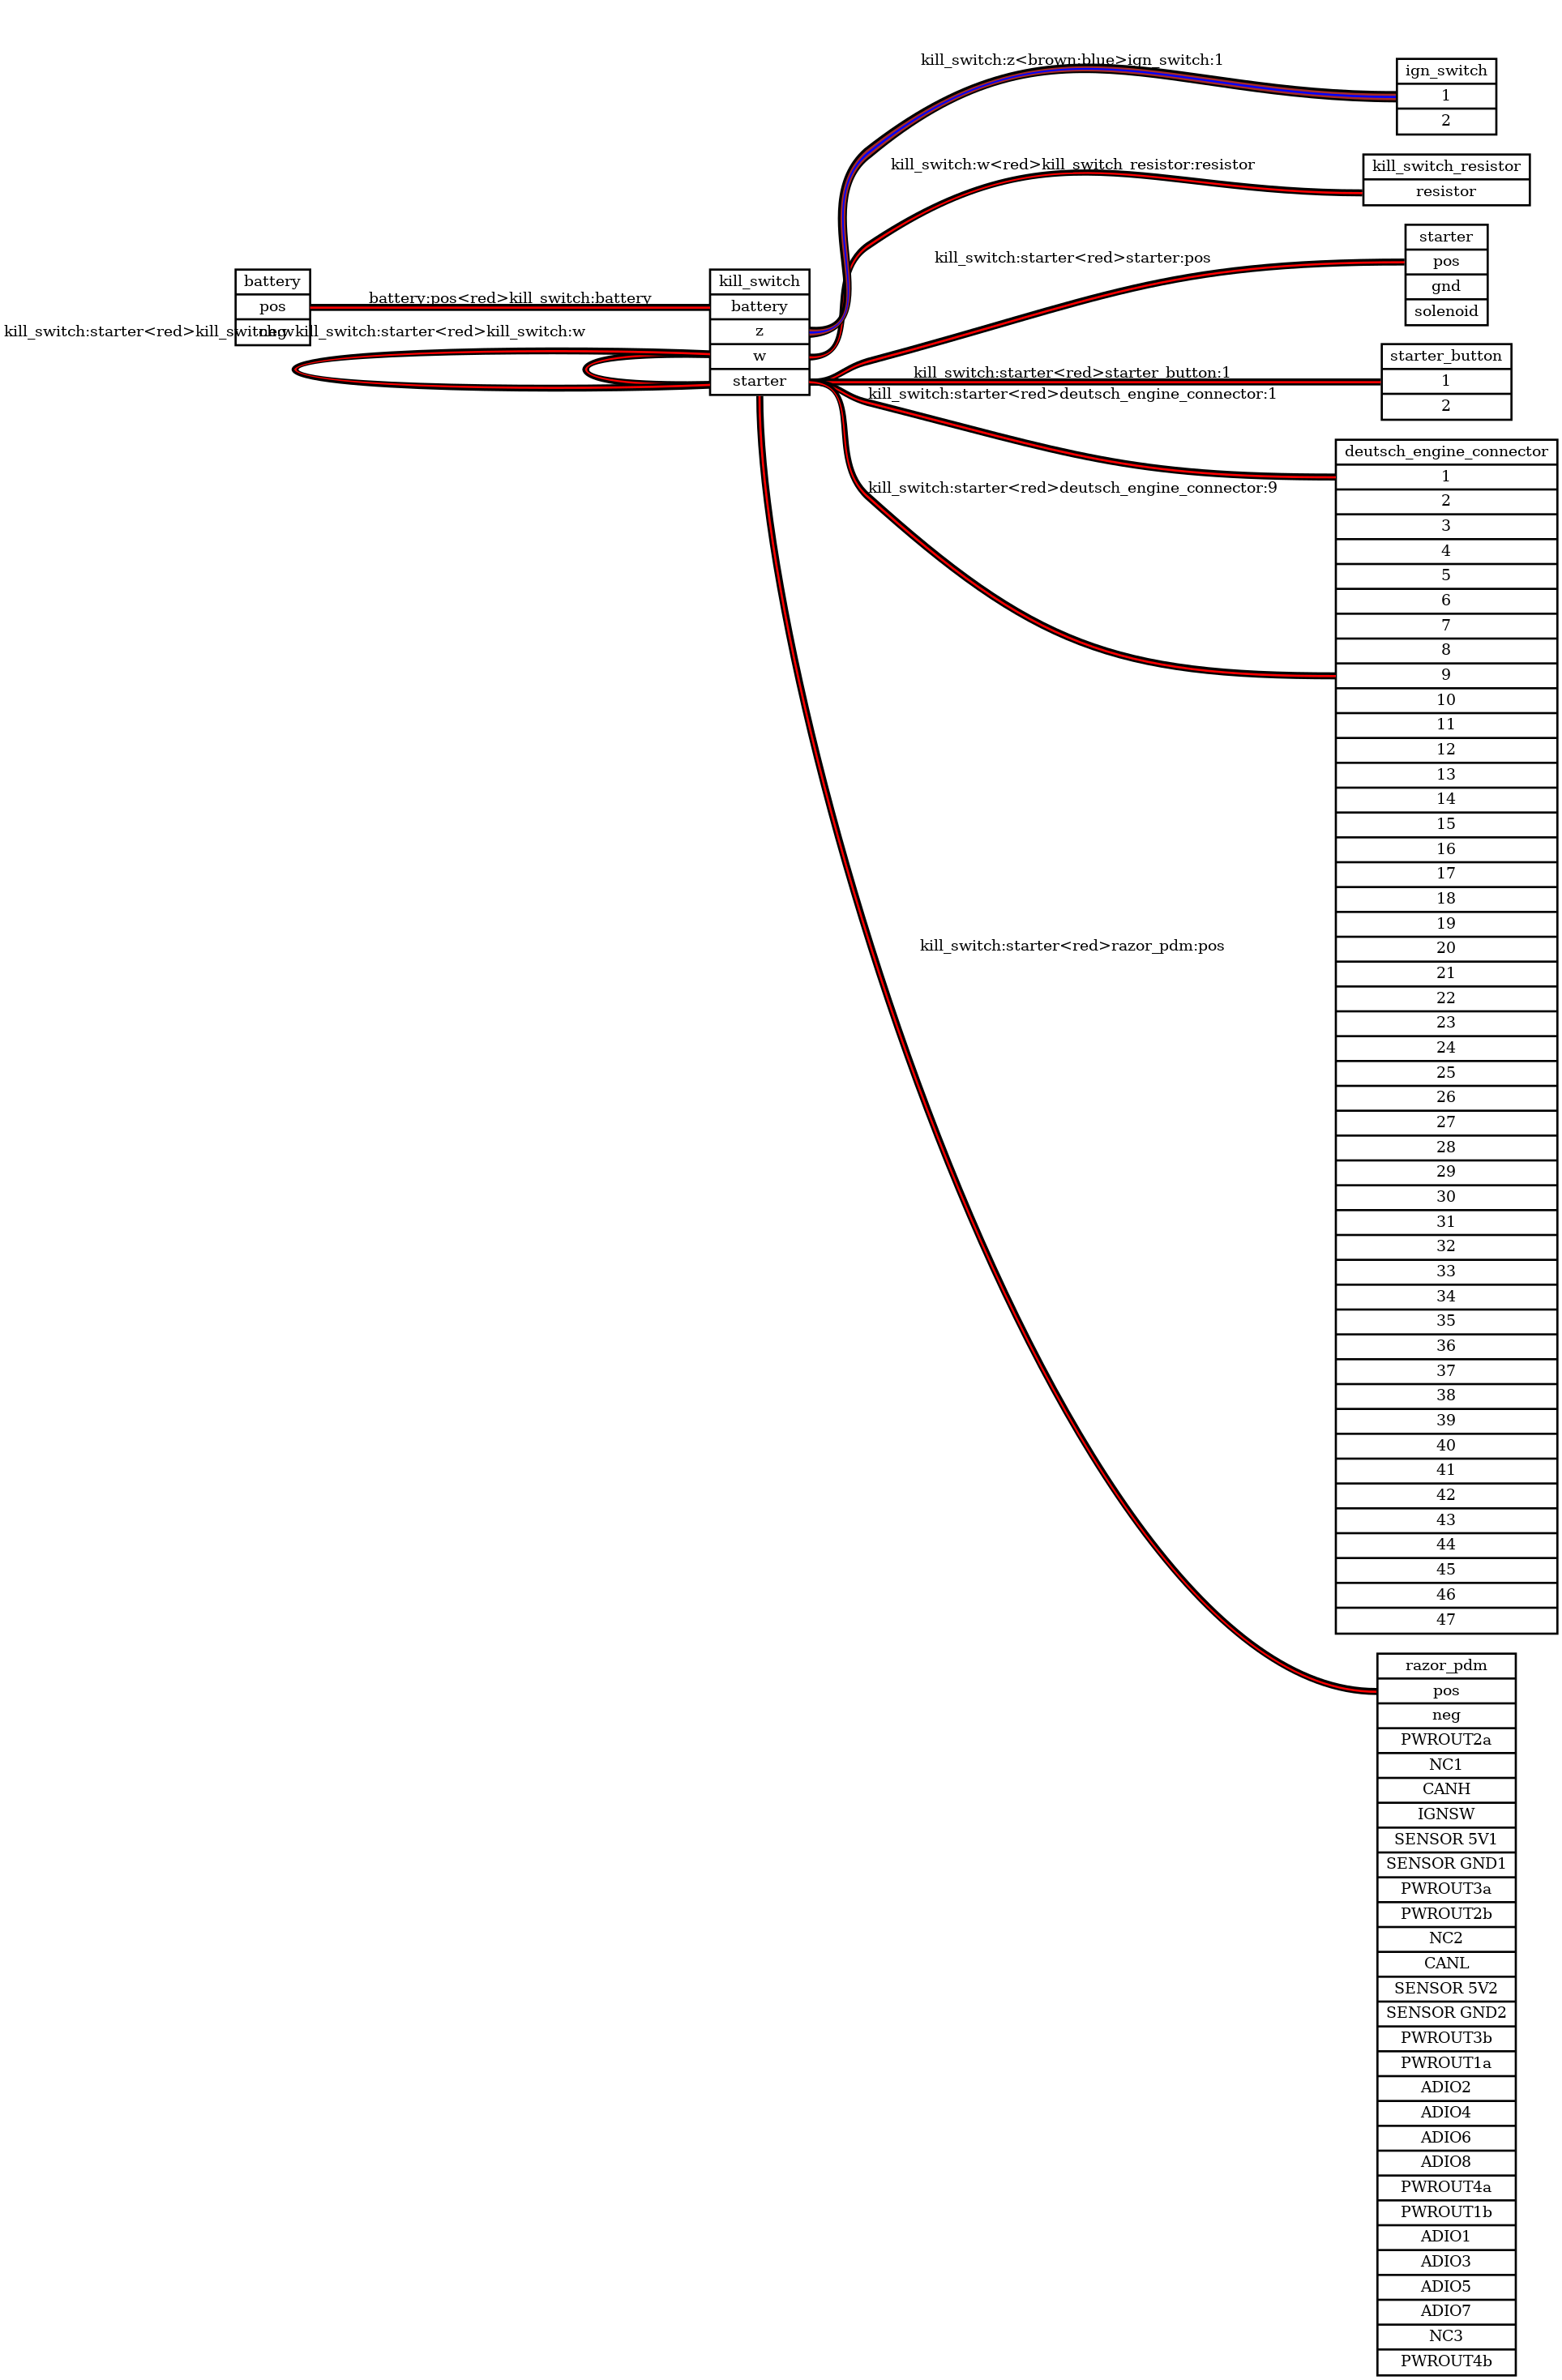 kill_switch:z<brown:blue>ign_switch:1
ign_switch
1
2
kill_switch:w<red>kill_switch_resistor:resistor
kill_switch_resistor
resistor
kill_switch:starter<red>starter:pos
starter
pos
gnd
solenoid
battery
pos
neg
battery:pos<red>kill_switch:battery
kill_switch:starter<red>kill_switch:w
kill_switch:starter<red>kill_switch:w
kill_switch
battery
z
w
starter
kill_switch:starter<red>starter_button:1
starter_button
1
2
kill_switch:starter<red>deutsch_engine_connector:1
kill_switch:starter<red>deutsch_engine_connector:9
deutsch_engine_connector
1
2
3
4
5
6
7
8
9
10
11
12
13
14
15
16
17
18
19
20
21
22
23
24
25
26
27
28
29
30
31
32
33
34
35
36
37
38
39
40
41
42
43
44
45
46
47
kill_switch:starter<red>razor_pdm:pos
razor_pdm
pos
neg
PWROUT2a
NC1
CANH
IGNSW
SENSOR 5V1
SENSOR GND1
PWROUT3a
PWROUT2b
NC2
CANL
SENSOR 5V2
SENSOR GND2
PWROUT3b
PWROUT1a
ADIO2
ADIO4
ADIO6
ADIO8
PWROUT4a
PWROUT1b
ADIO1
ADIO3
ADIO5
ADIO7
NC3
PWROUT4b